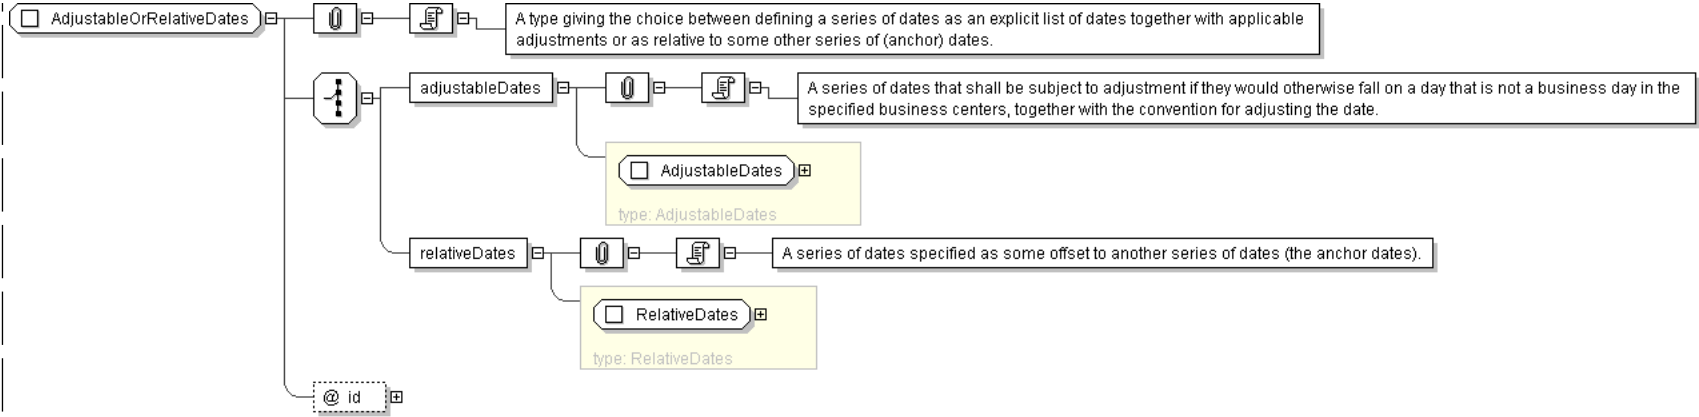 AdjustableOrRelativeDates
A type giving the choice between defining a series of dates as an explicit list of dates together with applicable
adjustments or as relative to some other series of (anchor) dates.
adjustableDates
A series of dates that shall be subject to adjustment if they would otherwise fall on a day that is not a business day in the
specified business centers, together with the convention for adjusting the date.
AdjustableDates
type: AdjustableDates
relativeDates
A series of dates specified as some offset to another series of dates (the anchor dates).
RelativeDates
type: RelativeDates
@ id